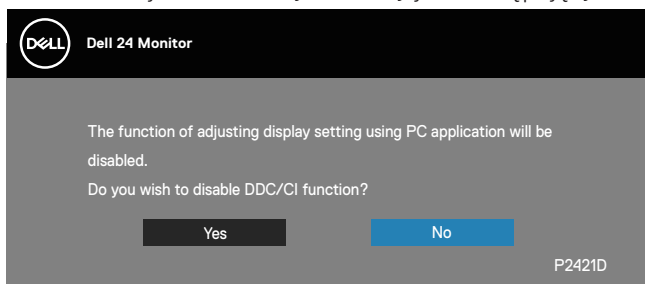 DELL
Dell 24 Monitor
The function of adjusting display setting using PC application will be
disabled.
Do you wish to disable DDC/CI function?
Yes No
P2421D